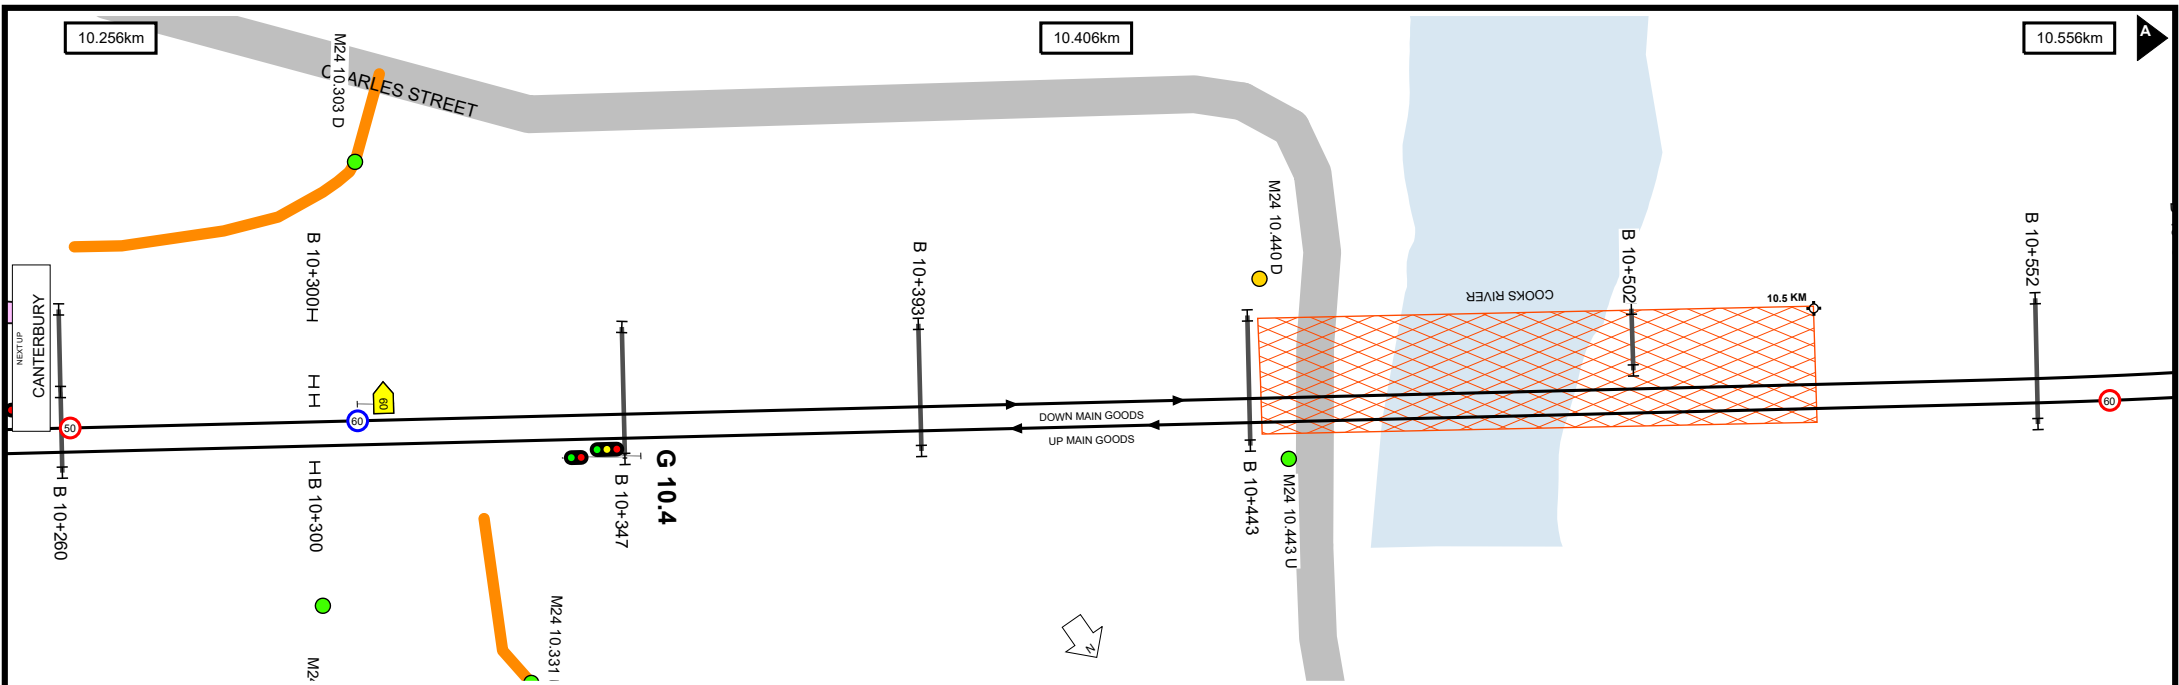 10.256km
10.406km
10.556km
A
M24 10.303 D
CHARLES STREET
B 10+300
B 10+393
M24 10.440 D
B 10+502
B 10+552
COOKS RIVER
10.5 KM
NEXT UP
CANTERBURY
50
60
60
60
DOWN MAIN GOODS
UP MAIN GOODS
G 10.4
B 10+260
B 10+300
B 10+347
B 10+443
M24 10.443 U
M24 10.331
M24
N